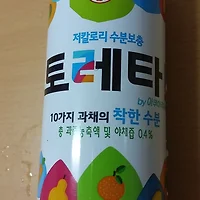 저칼로리 수분보충
토레타
by
10가지 과채의 착한 수분
총 과 농축액 및 야채즙 0.4%